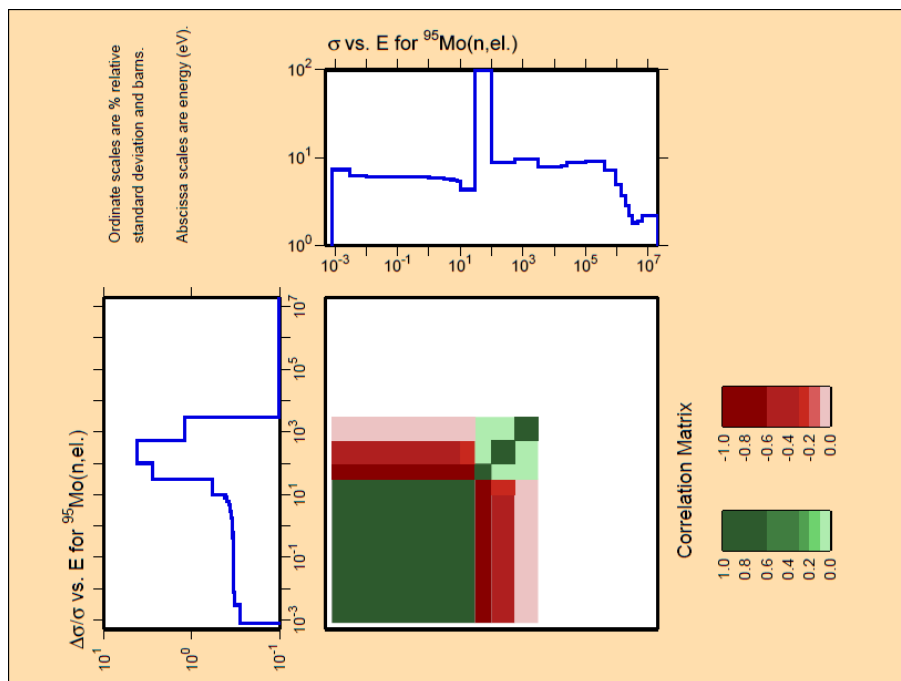 Ordinate scales are % relative
standard deviation and barns.
Abscissa scales are energy (eV).
σ vs. E for ⁹⁵Mo(n,el.)
10²
10¹
10⁰
10⁻³ 10⁻¹ 10¹ 10³ 10⁵ 10⁷
Δσ/σ vs. E for ⁹⁵Mo(n,el.)
10¹ 10⁰ 10⁻¹
10⁻³ 10⁻¹ 10¹ 10³ 10⁵ 10⁷
Correlation Matrix
-1.0 -0.8 -0.6 -0.4 -0.2 0.0
1.0 0.8 0.6 0.4 0.2 0.0